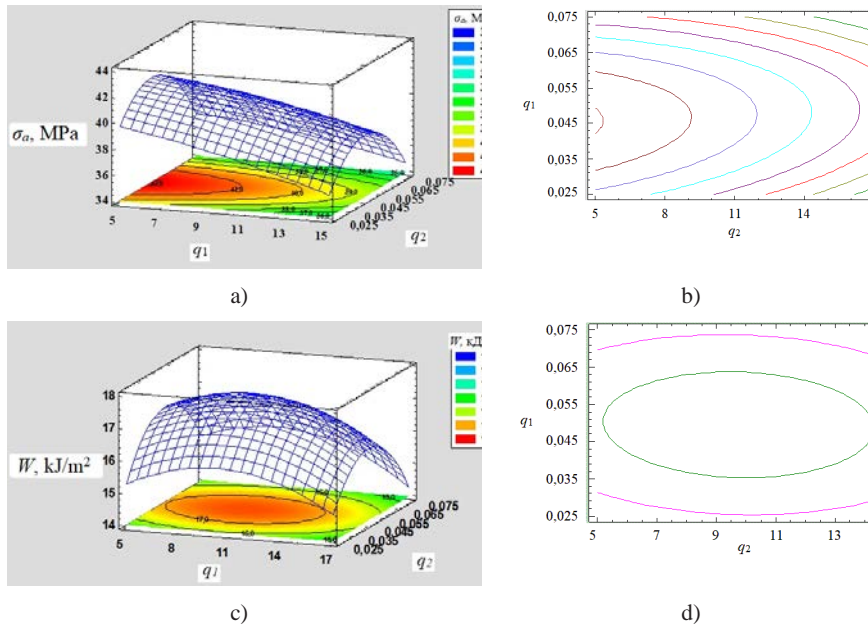 σa, M
44
42
40
38
36
34
σa, MPa
5 7 9 11 13 15
q1
0,025 0,035 0,045 0,055 0,065 0,075
q2
a)
0.075
0.065
0.055
0.045
0.035
0.025
q1
5 8 11 14
q2
b)
W, кД
18
17
16
15
14
W, kJ/m²
17,0
5 8 11 14 17
q1
0,025 0,035 0,045 0,055 0,065 0,075
q2
c)
0.075
0.065
0.055
0.045
0.035
0.025
q1
5 7 9 11 13
q2
d)